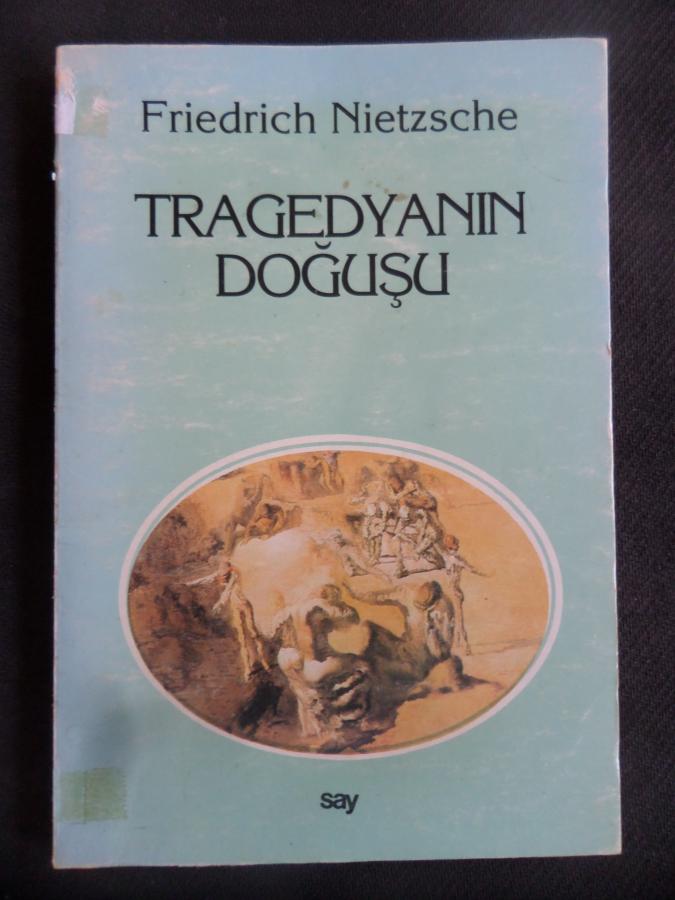 Friedrich Nietzsche
TRAGEDYANIN
DOĞUŞU
say